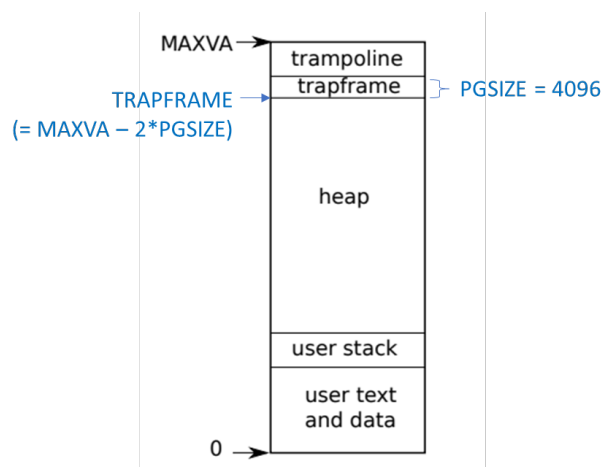 MAXVA
trampoline
trapframe
PGSIZE = 4096
TRAPFRAME
(= MAXVA – 2*PGSIZE)
heap
user stack
user text
and data
0